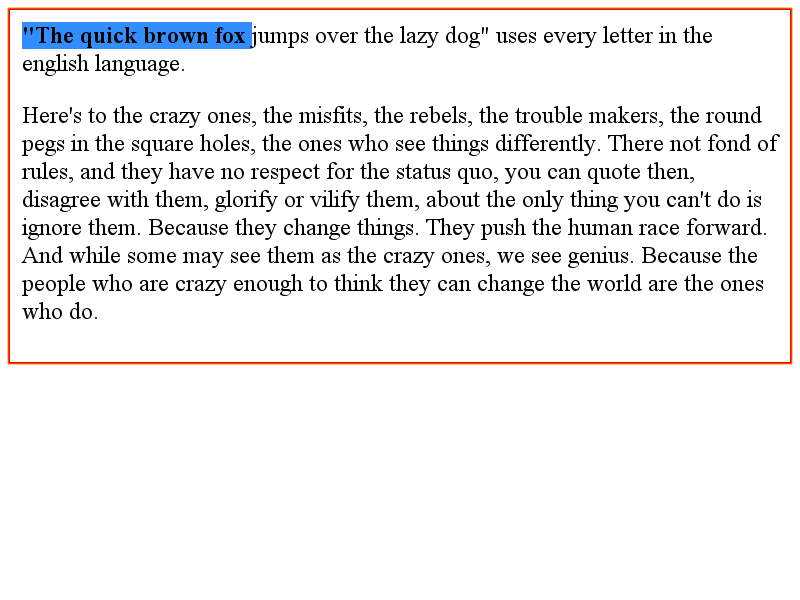 "The quick brown fox jumps over the lazy dog" uses every letter in the
english language.
Here's to the crazy ones, the misfits, the rebels, the trouble makers, the round
pegs in the square holes, the ones who see things differently. There not fond of
rules, and they have no respect for the status quo, you can quote then,
disagree with them, glorify or vilify them, about the only thing you can't do is
ignore them. Because they change things. They push the human race forward.
And while some may see them as the crazy ones, we see genius. Because the
people who are crazy enough to think they can change the world are the ones
who do.